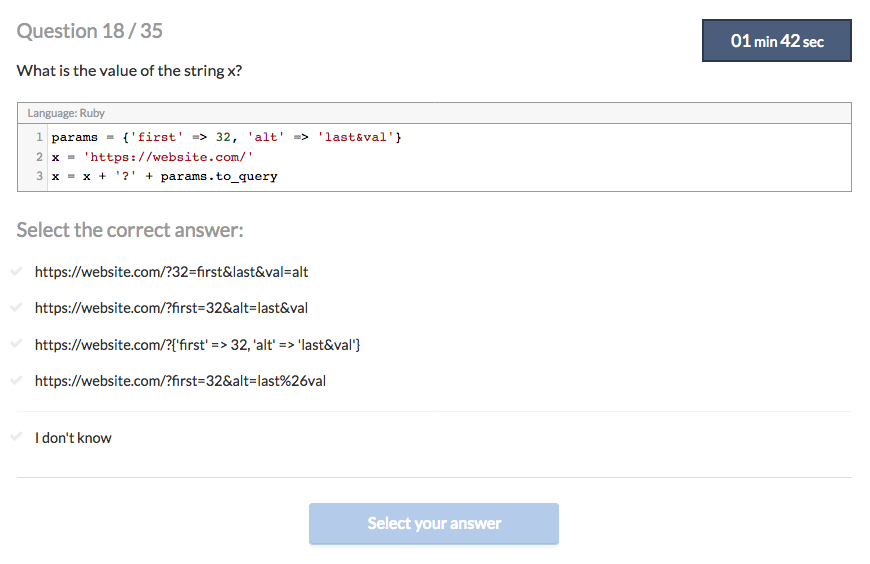 Question 18 / 35
01 min 42 sec
What is the value of the string x?
Language: Ruby
1 params = {'first' => 32, 'alt' => 'last&val'}
2 x = 'https://website.com/'
3 x = x + '?' + params.to_query
Select the correct answer:
https://website.com/?32=first&last&val=alt
https://website.com/?first=32&alt=last&val
https://website.com/?{'first' => 32, 'alt' => 'last&val'}
https://website.com/?first=32&alt=last%26val
I don't know
Select your answer